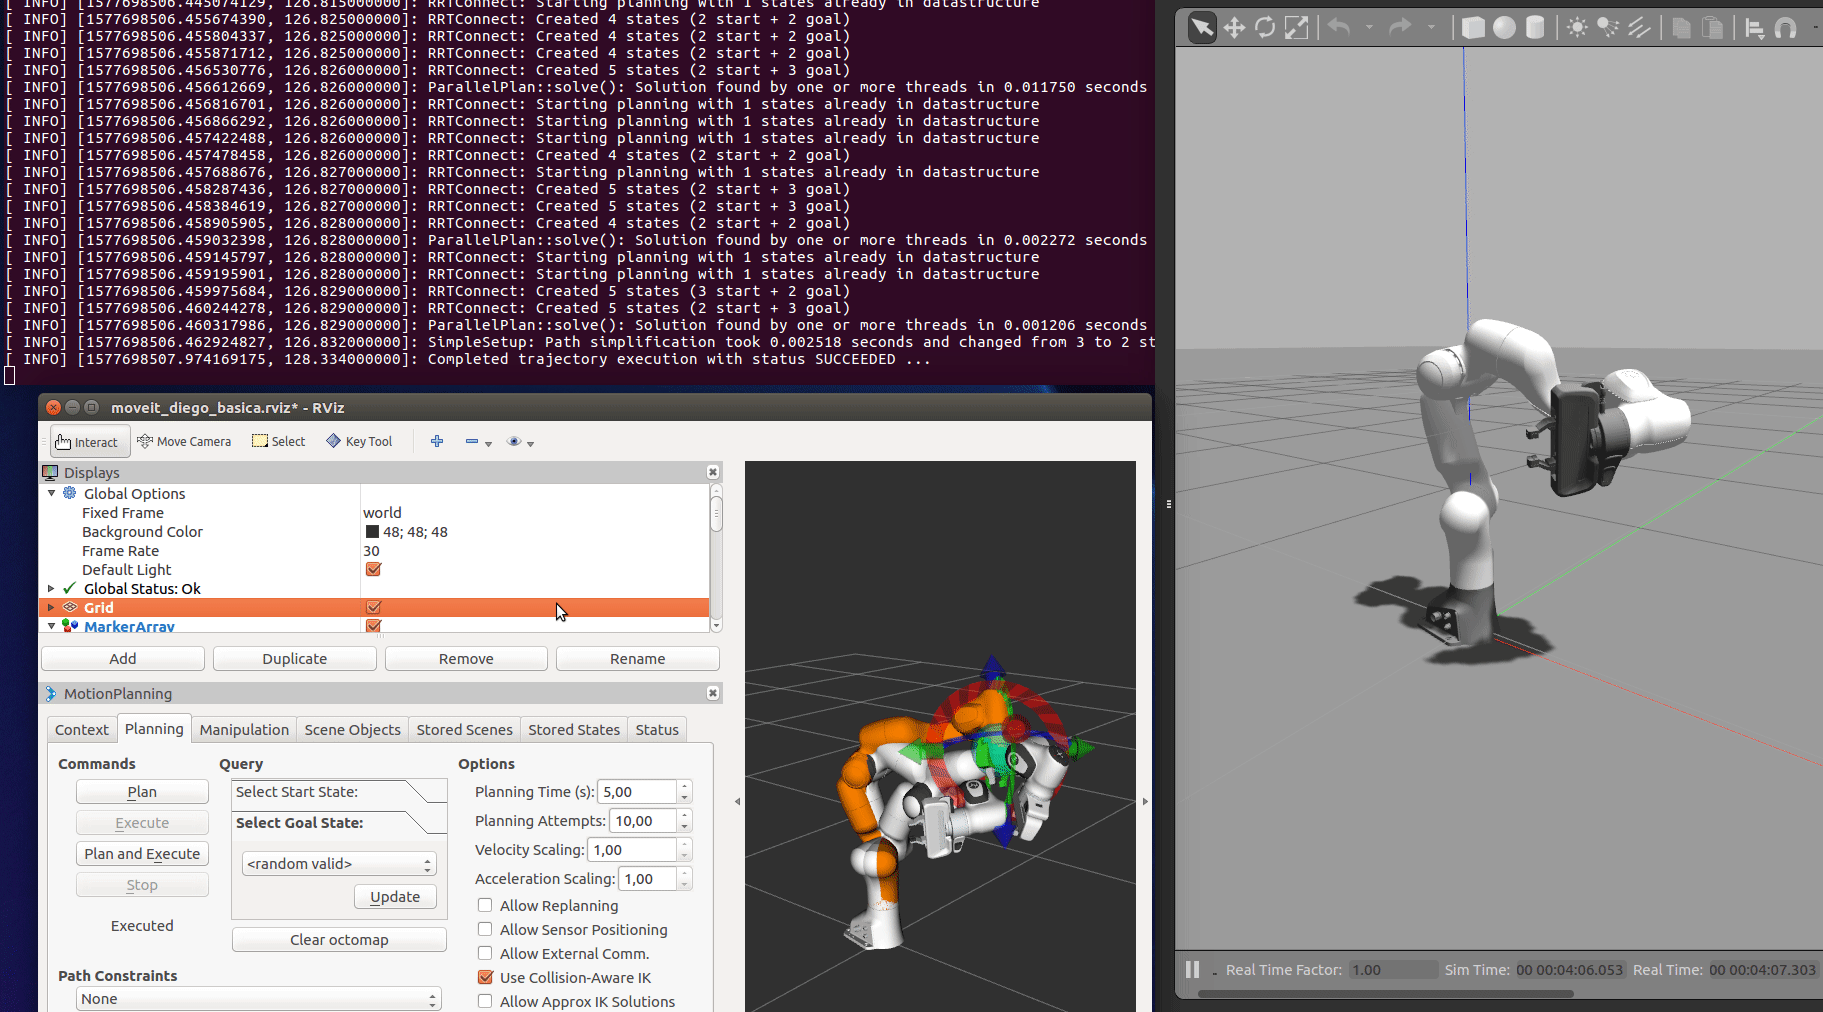 [ INFO] [1577698506.445074129, 126.815000000]: RRTConnect: Starting planning with 1 states already in datastructure
[ INFO] [1577698506.455674390, 126.825000000]: RRTConnect: Created 4 states (2 start + 2 goal)
[ INFO] [1577698506.455804337, 126.825000000]: RRTConnect: Created 4 states (2 start + 2 goal)
[ INFO] [1577698506.455871712, 126.825000000]: RRTConnect: Created 4 states (2 start + 2 goal)
[ INFO] [1577698506.456530776, 126.826000000]: RRTConnect: Created 5 states (2 start + 3 goal)
[ INFO] [1577698506.456612669, 126.826000000]: ParallelPlan::solve(): Solution found by one or more threads in 0.011750 seconds
[ INFO] [1577698506.456816701, 126.826000000]: RRTConnect: Starting planning with 1 states already in datastructure
[ INFO] [1577698506.456866292, 126.826000000]: RRTConnect: Starting planning with 1 states already in datastructure
[ INFO] [1577698506.457422488, 126.826000000]: RRTConnect: Starting planning with 1 states already in datastructure
[ INFO] [1577698506.457478458, 126.826000000]: RRTConnect: Created 4 states (2 start + 2 goal)
[ INFO] [1577698506.457688676, 126.827000000]: RRTConnect: Starting planning with 1 states already in datastructure
[ INFO] [1577698506.458287436, 126.827000000]: RRTConnect: Created 5 states (2 start + 3 goal)
[ INFO] [1577698506.458384619, 126.827000000]: RRTConnect: Created 5 states (2 start + 3 goal)
[ INFO] [1577698506.458905905, 126.828000000]: RRTConnect: Created 4 states (2 start + 2 goal)
[ INFO] [1577698506.459032398, 126.828000000]: ParallelPlan::solve(): Solution found by one or more threads in 0.002272 seconds
[ INFO] [1577698506.459145797, 126.828000000]: RRTConnect: Starting planning with 1 states already in datastructure
[ INFO] [1577698506.459195901, 126.828000000]: RRTConnect: Starting planning with 1 states already in datastructure
[ INFO] [1577698506.459975684, 126.829000000]: RRTConnect: Created 5 states (3 start + 2 goal)
[ INFO] [1577698506.460244278, 126.829000000]: RRTConnect: Created 5 states (2 start + 3 goal)
[ INFO] [1577698506.460317986, 126.829000000]: ParallelPlan::solve(): Solution found by one or more threads in 0.001206 seconds
[ INFO] [1577698506.462924827, 126.832000000]: SimpleSetup: Path simplification took 0.002518 seconds and changed from 3 to 2 st
[ INFO] [1577698507.974169175, 128.334000000]: Completed trajectory execution with status SUCCEEDED ...
moveit_diego_basica.rviz* - RViz
Interact Move Camera Select Key Tool
Displays
Global Options
Fixed Frame world
Background Color 48; 48; 48
Frame Rate 30
Default Light
Global Status: Ok
Grid
MarkerArray
Add Duplicate Remove Rename
MotionPlanning
Context Planning Manipulation Scene Objects Stored Scenes Stored States Status
Commands Query Options
Plan Select Start State: Planning Time (s): 5,00
Execute Select Goal State: Planning Attempts: 10,00
Plan and Execute Velocity Scaling: 1,00
<random valid> Acceleration Scaling: 1,00
Stop Update Allow Replanning
Executed Allow Sensor Positioning
Clear octomap Allow External Comm.
Path Constraints Use Collision-Aware IK
None Allow Approx IK Solutions
Real Time Factor: 1.00 Sim Time: 00 00:04:06.053 Real Time: 00 00:04:07.303